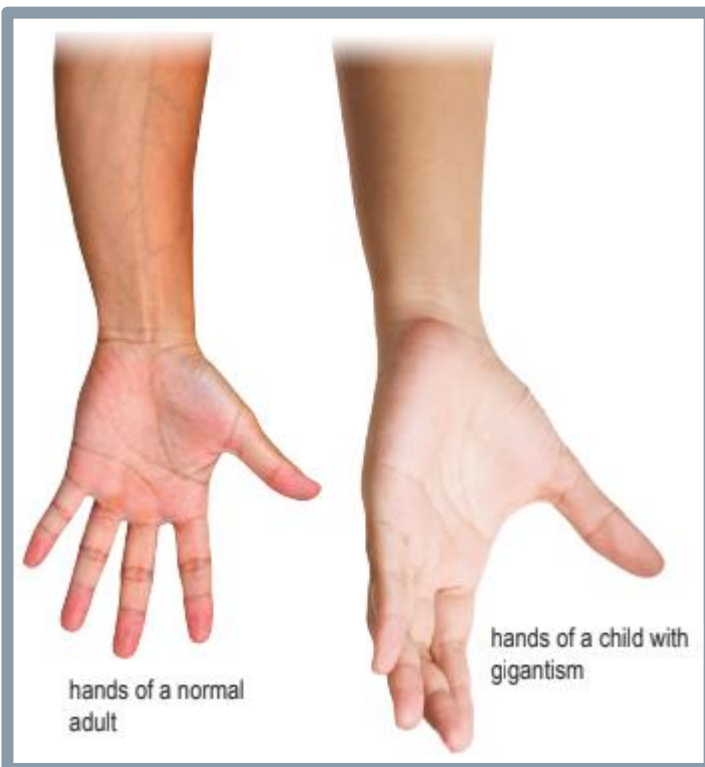 hands of a normal
adult
hands of a child with
gigantism